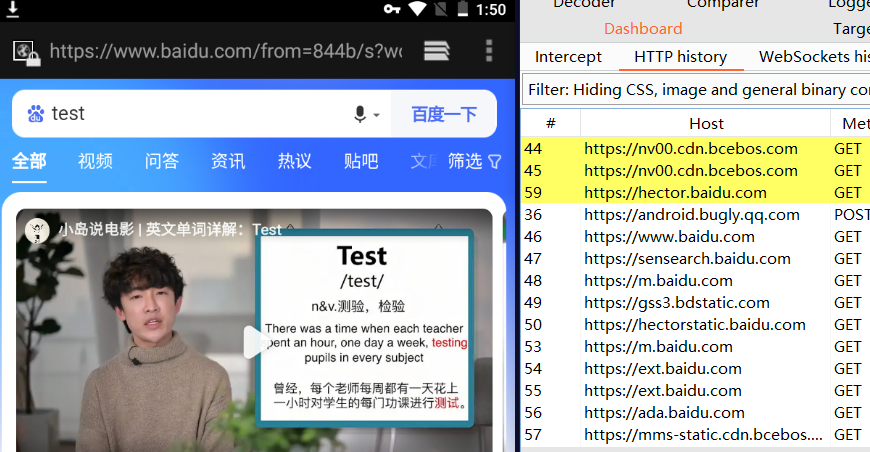 1:50
https://www.baidu.com/from=844b/s?wo
test
百度一下
全部 视频 问答 资讯 热议 贴吧 文库 筛选
小岛说电影 | 英文单词详解：Test
Test
/test/
n&v.测验，检验
There was a time when each teacher
spent an hour, one day a week, testing
pupils in every subject
曾经，每个老师每周都有一天花上
一小时对学生的每门功课进行测试。
Decoder Comparer Logge
Dashboard Targe
Intercept HTTP history WebSockets his
Filter: Hiding CSS, image and general binary con
# Host Met
44 https://nv00.cdn.bcebos.com GET
45 https://nv00.cdn.bcebos.com GET
59 https://hector.baidu.com GET
36 https://android.bugly.qq.com POST
46 https://www.baidu.com GET
47 https://sensearch.baidu.com GET
48 https://m.baidu.com GET
49 https://gss3.bdstatic.com GET
50 https://hectorstatic.baidu.com GET
53 https://m.baidu.com GET
54 https://ext.baidu.com GET
55 https://ext.baidu.com GET
56 https://ada.baidu.com GET
57 https://mms-static.cdn.bcebos.... GET